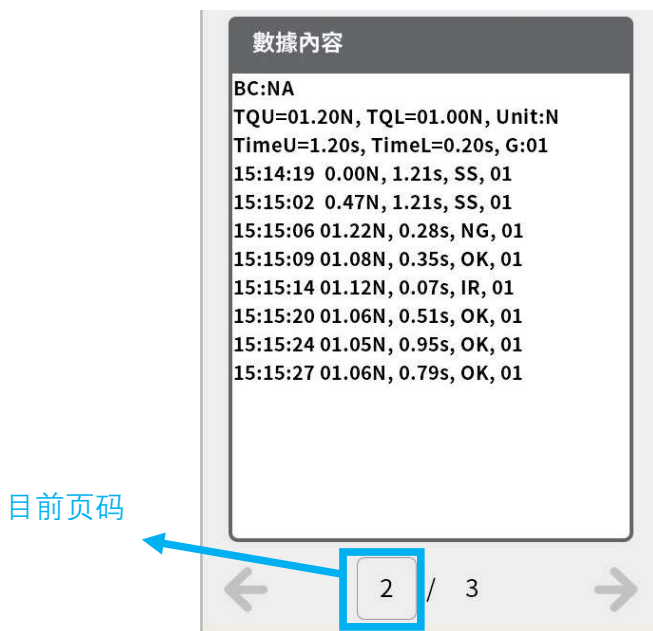 數據內容
BC:NA
TQU=01.20N, TQL=01.00N, Unit:N
TimeU=1.20s, TimeL=0.20s, G:01
15:14:19  0.00N, 1.21s, SS, 01
15:15:02  0.47N, 1.21s, SS, 01
15:15:06 01.22N, 0.28s, NG, 01
15:15:09 01.08N, 0.35s, OK, 01
15:15:14 01.12N, 0.07s, IR, 01
15:15:20 01.06N, 0.51s, OK, 01
15:15:24 01.05N, 0.95s, OK, 01
15:15:27 01.06N, 0.79s, OK, 01
目前页码
2 / 3